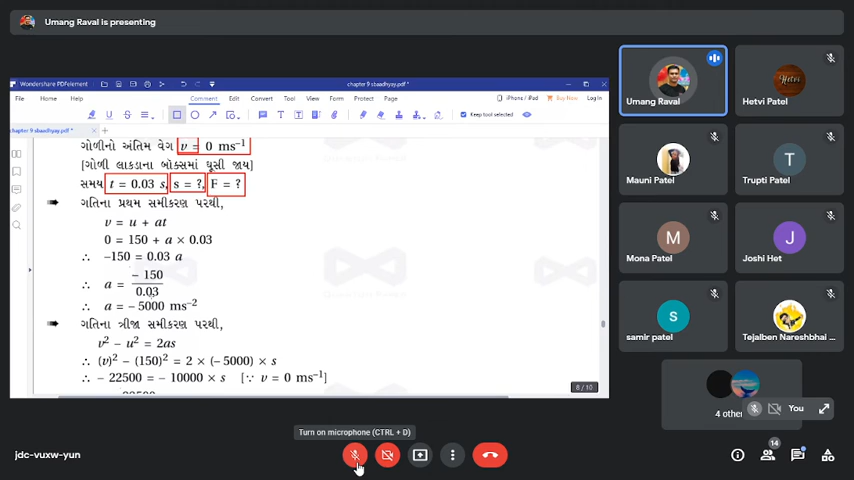 Umang Raval is presenting
Wondershare PDFelement
chapter 9 sbaadhyay.pdf *
File Home Comment Edit Convert Tool Form Protect Page
iPhone / iPad Buy Now Log In
Keep tool selected
chapter 9 sbaadhyay.pdf *
ગોળીનો અંતિમ વેગ v = 0 ms⁻¹
[ગોળી લાકડાના બોક્સમાં ઘૂસી જાય]
સમય t = 0.03 s, s = ?, F = ?
ગતિના પ્રથમ સમીકરણ પરથી,
v = u + at
0 = 150 + a × 0.03
∴ –150 = 0.03 a
∴ a = – 150 / 0.03
∴ a = – 5000 ms⁻²
ગતિના ત્રીજા સમીકરણ પરથી,
v² – u² = 2as
∴ (v)² – (150)² = 2 × (– 5000) × s
∴ – 22500 = – 10000 × s [∵ v = 0 ms⁻¹]
8 / 10
Umang Raval
Hetvi Patel
Hetvi
Mauni Patel
T
Trupti Patel
M
Mona Patel
J
Joshi Het
s
samir patel
Tejalben Nareshbhai ...
4 other
You
Turn on microphone (CTRL + D)
jdc-vuxw-yun
14